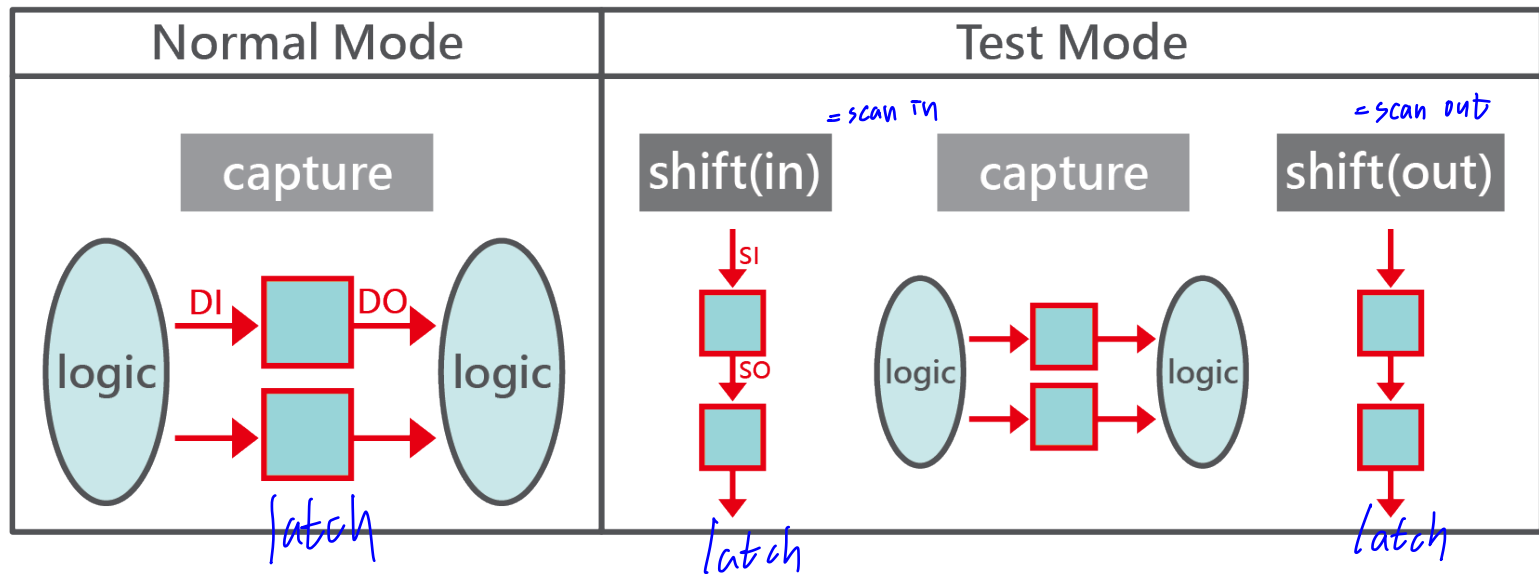 Normal Mode
Test Mode
= scan in
= scan out
capture
shift(in)
capture
shift(out)
SI
DI
DO
logic
logic
SO
logic
logic
latch
latch
latch